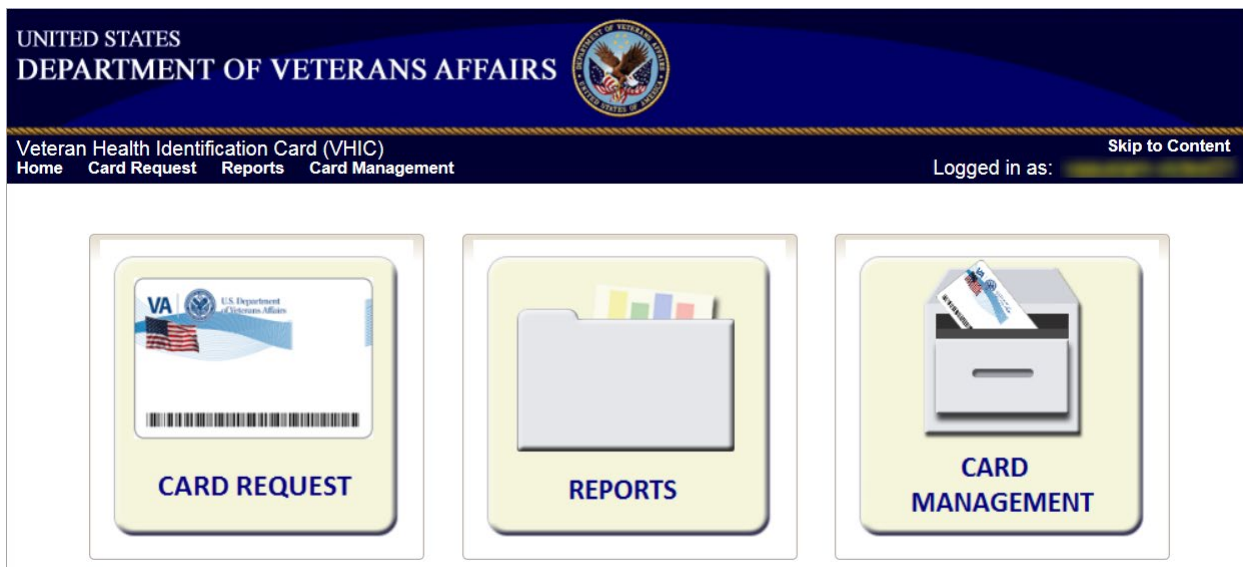 UNITED STATES
DEPARTMENT OF VETERANS AFFAIRS
Veteran Health Identification Card (VHIC)
Skip to Content
Home Card Request Reports Card Management
Logged in as:
VA
U.S. Department
of Veterans Affairs
CARD REQUEST
REPORTS
VA
CARD
MANAGEMENT